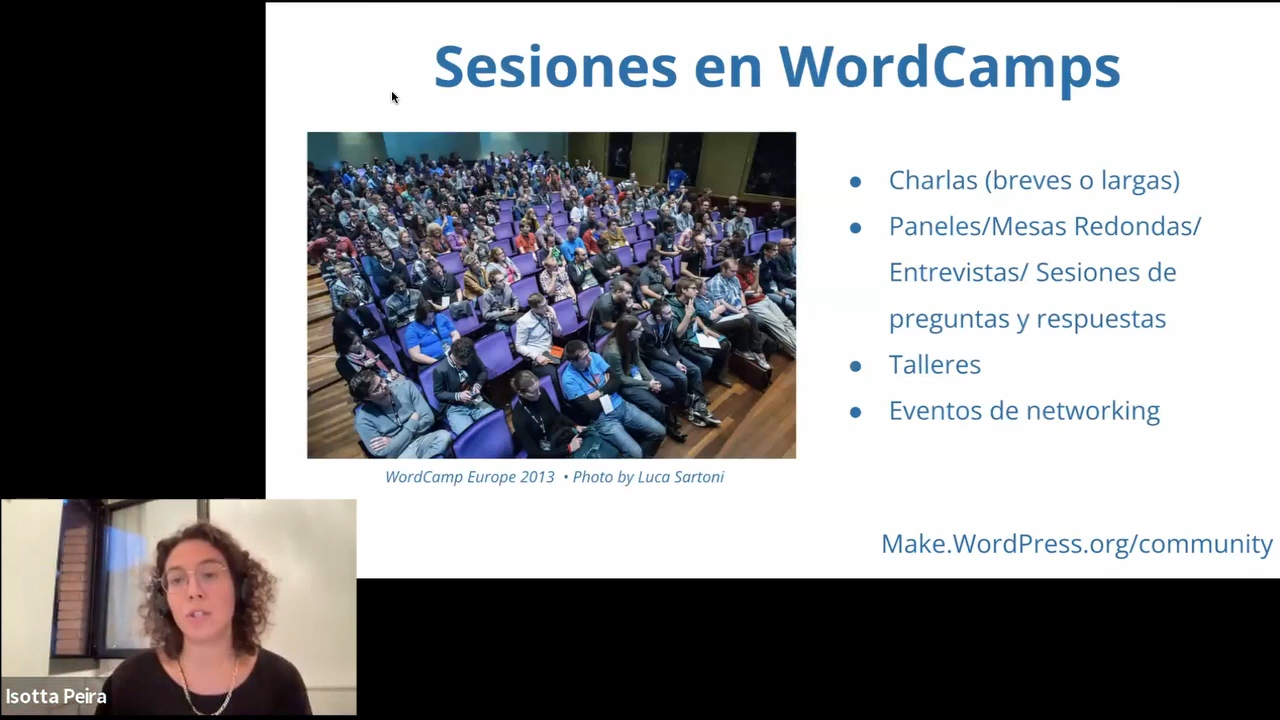 Sesiones en WordCamps
● Charlas (breves o largas)
● Paneles/Mesas Redondas/
Entrevistas/ Sesiones de
preguntas y respuestas
● Talleres
● Eventos de networking
WordCamp Europe 2013 • Photo by Luca Sartoni
Make.WordPress.org/community
Isotta Peira